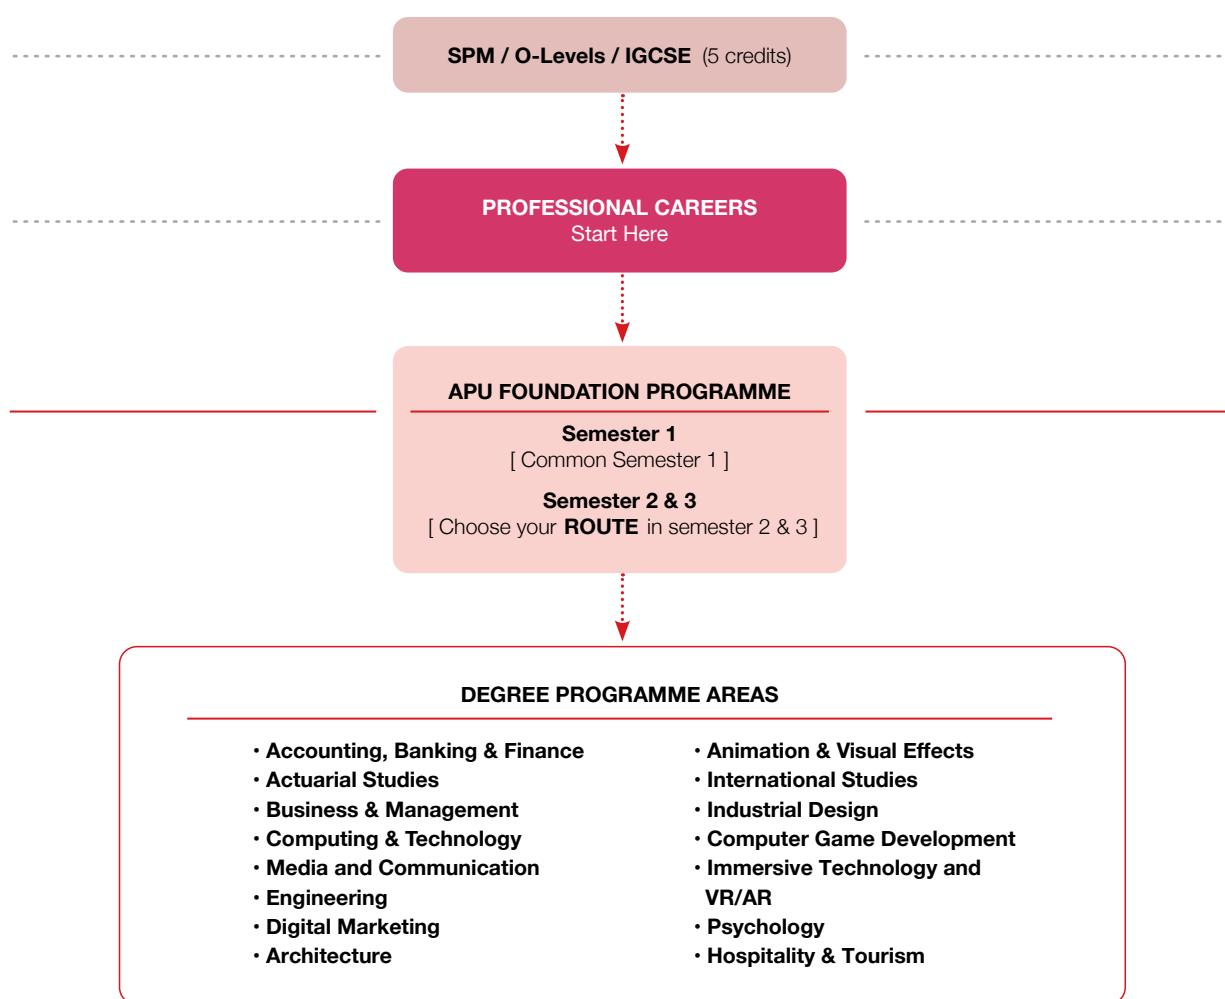 SPM / O-Levels / IGCSE (5 credits)
PROFESSIONAL CAREERS
Start Here
APU FOUNDATION PROGRAMME
Semester 1
[ Common Semester 1 ]
Semester 2 & 3
[ Choose your ROUTE in semester 2 & 3 ]
DEGREE PROGRAMME AREAS
· Accounting, Banking & Finance
· Actuarial Studies
· Business & Management
· Computing & Technology
· Media and Communication
· Engineering
· Digital Marketing
· Architecture
· Animation & Visual Effects
· International Studies
· Industrial Design
· Computer Game Development
· Immersive Technology and
VR/AR
· Psychology
· Hospitality & Tourism